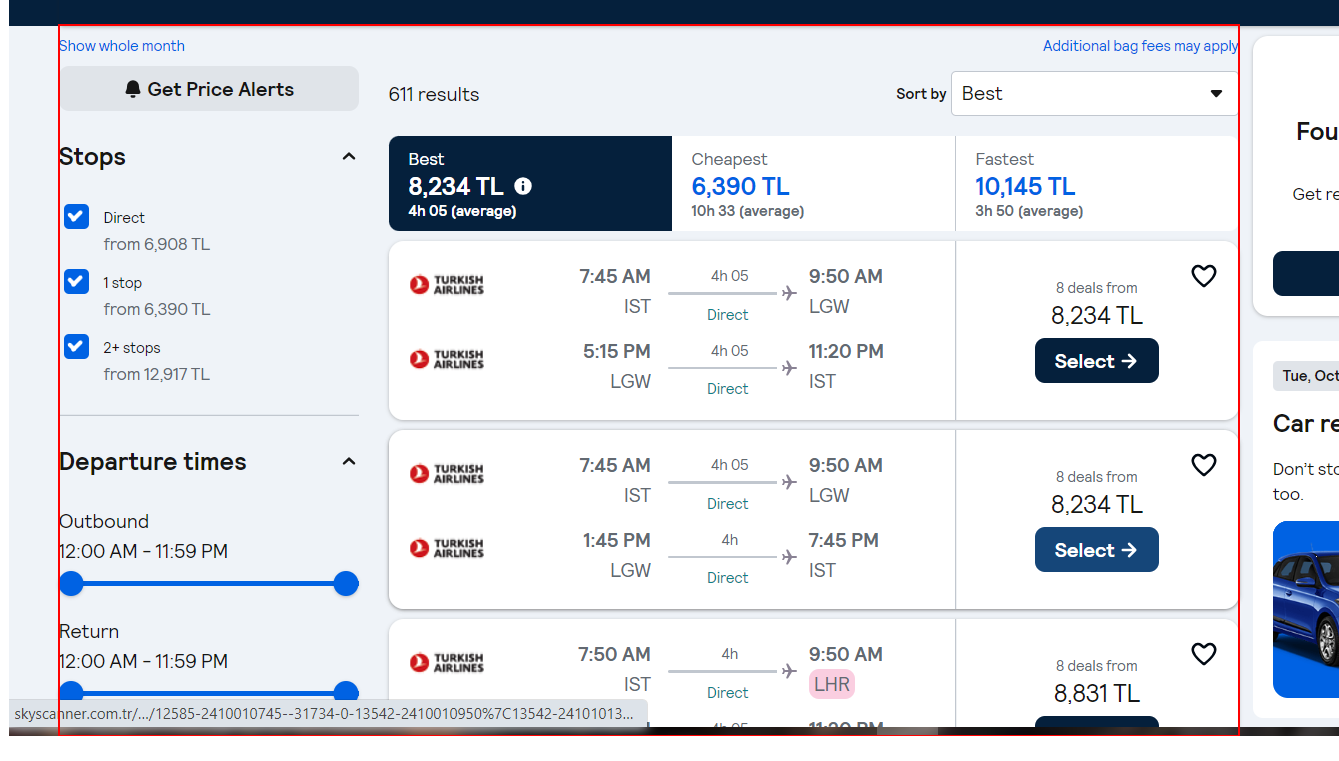 Show whole month
Additional bag fees may apply
Get Price Alerts
611 results
Sort by
Best
Stops
Direct
from 6,908 TL
1 stop
from 6,390 TL
2+ stops
from 12,917 TL
Departure times
Outbound
12:00 AM - 11:59 PM
Return
12:00 AM - 11:59 PM
Best
8,234 TL
4h 05 (average)
Cheapest
6,390 TL
10h 33 (average)
Fastest
10,145 TL
3h 50 (average)
TURKISH
AIRLINES
7:45 AM
IST
4h 05
Direct
9:50 AM
LGW
TURKISH
AIRLINES
5:15 PM
LGW
4h 05
Direct
11:20 PM
IST
8 deals from
8,234 TL
Select →
TURKISH
AIRLINES
7:45 AM
IST
4h 05
Direct
9:50 AM
LGW
TURKISH
AIRLINES
1:45 PM
LGW
4h
Direct
7:45 PM
IST
8 deals from
8,234 TL
Select →
TURKISH
AIRLINES
7:50 AM
IST
4h
Direct
9:50 AM
LHR
4h 05
11:20 PM
8 deals from
8,831 TL
Fou
Get re
Tue, Oct
Car re
Don't sto
too.
skyscanner.com.tr/.../12585-2410010745--31734-0-13542-2410010950%7C13542-24101013...